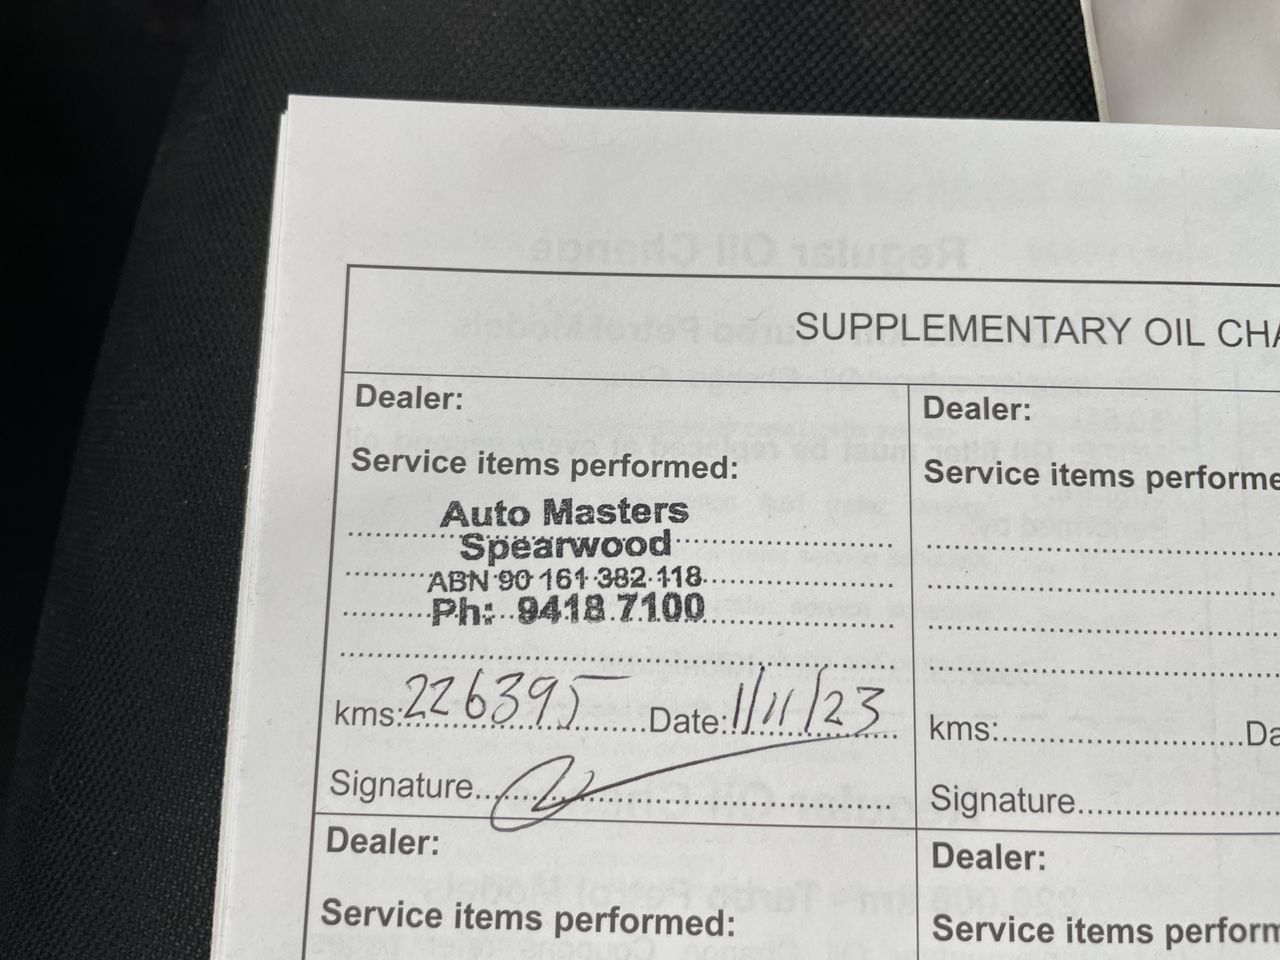 SUPPLEMENTARY OIL CHA
Dealer:
Service items performed:
Auto Masters
Spearwood
ABN 90 161 382 118
Ph: 9418 7100
kms: 226395 Date: 1/11/23
Signature
Dealer:
Service items performe
kms: Da
Signature
Dealer:
Service items performed:
Dealer:
Service items perform